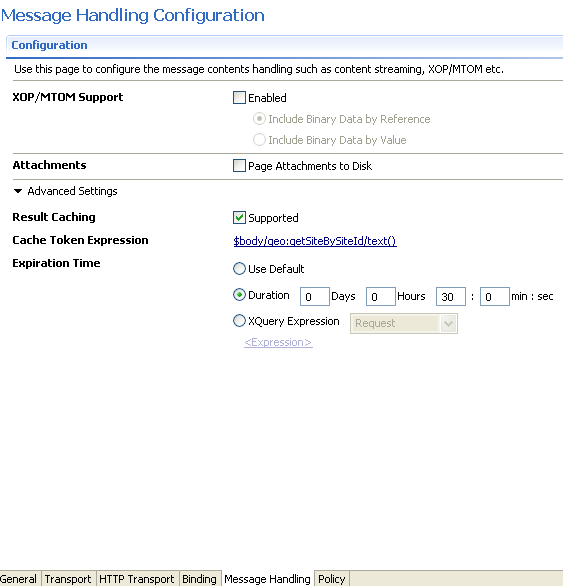 Message Handling Configuration
Configuration
Use this page to configure the message contents handling such as content streaming, XOP/MTOM etc.
XOP/MTOM Support Enabled
Include Binary Data by Reference
Include Binary Data by Value
Attachments Page Attachments to Disk
Advanced Settings
Result Caching Supported
Cache Token Expression $body/geo:getSiteBySiteId/text()
Expiration Time Use Default
Duration 0 Days 0 Hours 30 : 0 min : sec
XQuery Expression Request
<Expression>
General Transport HTTP Transport Binding Message Handling Policy